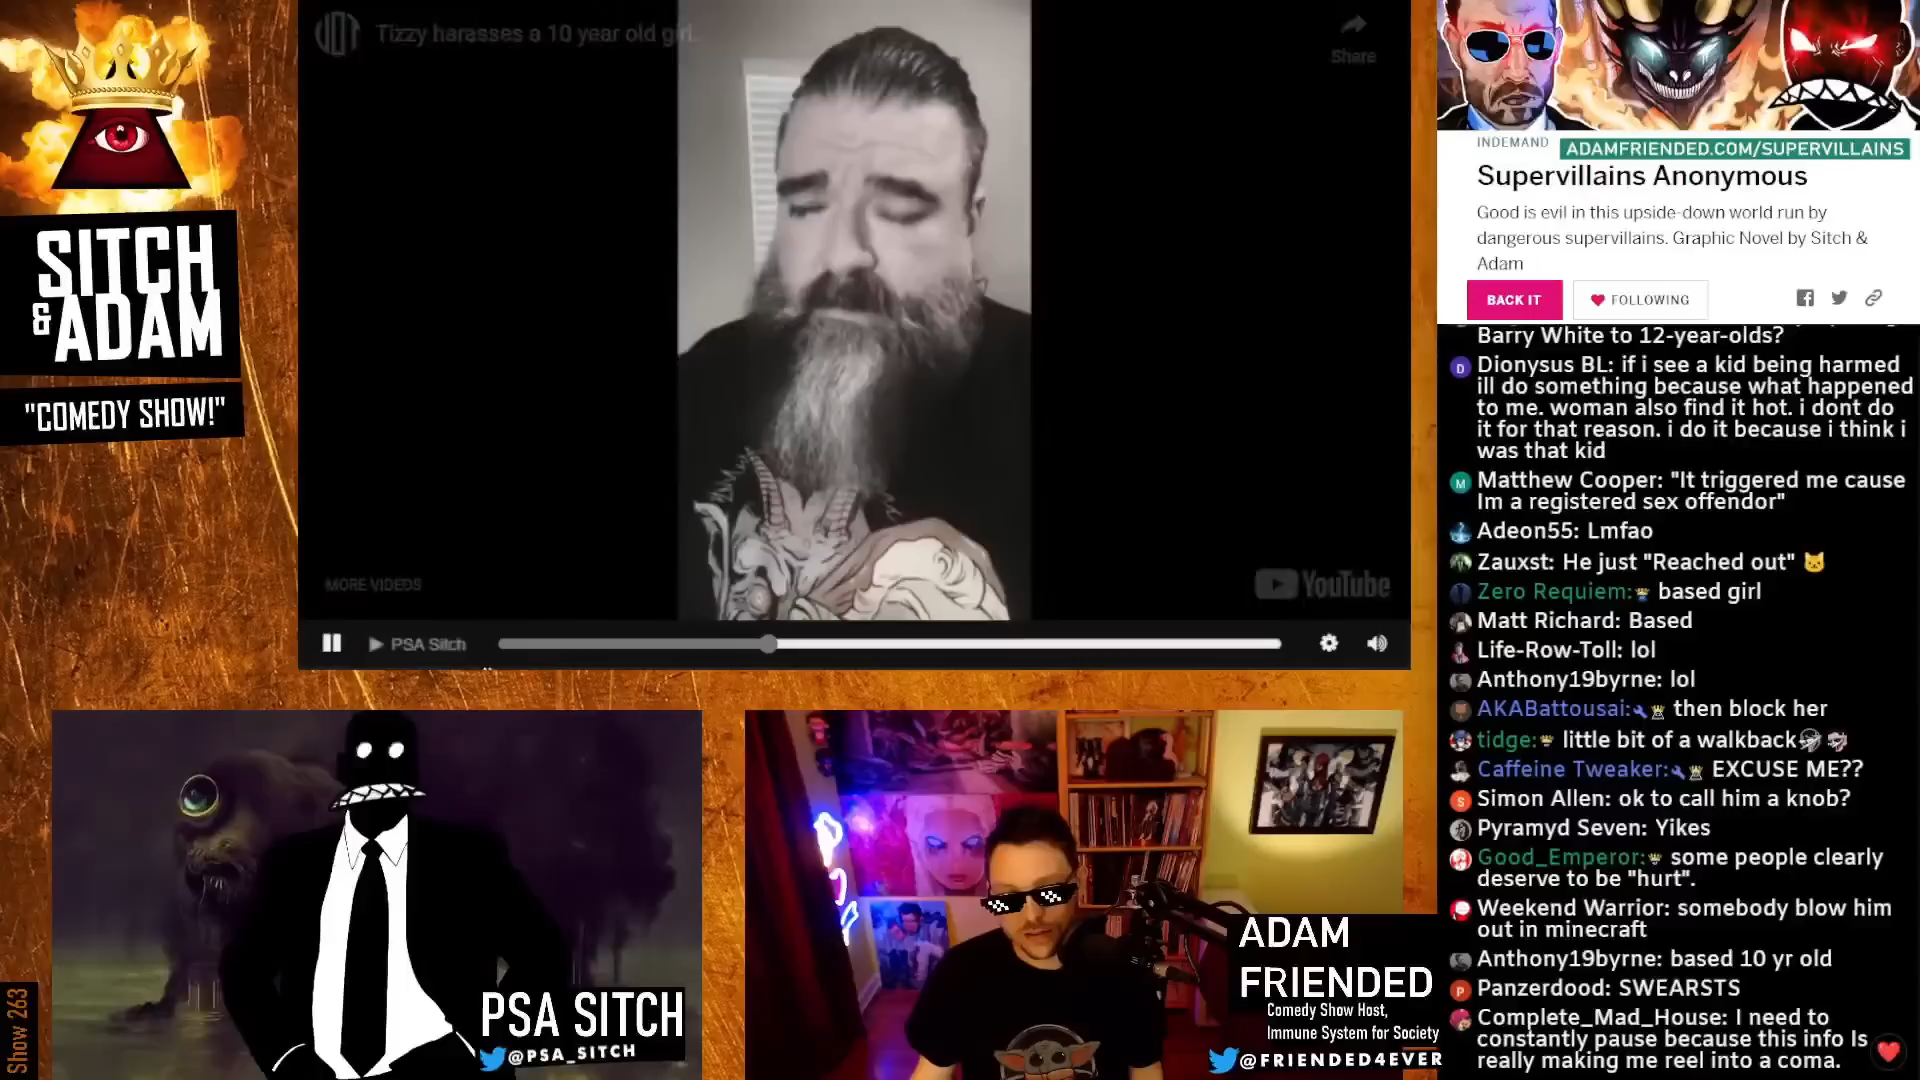 SITCH
& ADAM
"COMEDY SHOW!"
Show 263
Tizzy harasses a 10 year old girl.
Share
MORE VIDEOS
YouTube
PSA Sitch
PSA SITCH
@PSA_SITCH
ADAM
FRIENDED
Comedy Show Host,
Immune System for Society
@FRIENDED4EVER
INDEMAND
ADAMFRIENDED.COM/SUPERVILLAINS
Supervillains Anonymous
Good is evil in this upside-down world run by
dangerous supervillains. Graphic Novel by Sitch &
Adam
BACK IT
FOLLOWING
Barry White to 12-year-olds?
D
Dionysus BL: if i see a kid being harmed
ill do something because what happened
to me. woman also find it hot. i dont do
it for that reason. i do it because i think i
was that kid
M
Matthew Cooper: "It triggered me cause
Im a registered sex offendor"
Adeon55: Lmfao
Zauxst: He just "Reached out"
Zero Requiem: based girl
Matt Richard: Based
Life-Row-Toll: lol
Anthony19byrne: lol
AKABattousai: then block her
tidge: little bit of a walkback
Caffeine Tweaker: EXCUSE ME??
S
Simon Allen: ok to call him a knob?
Pyramyd Seven: Yikes
Good_Emperor: some people clearly
deserve to be "hurt".
Weekend Warrior: somebody blow him
out in minecraft
Anthony19byrne: based 10 yr old
P
Panzerdood: SWEARSTS
Complete_Mad_House: I need to
constantly pause because this info Is
really making me reel into a coma.